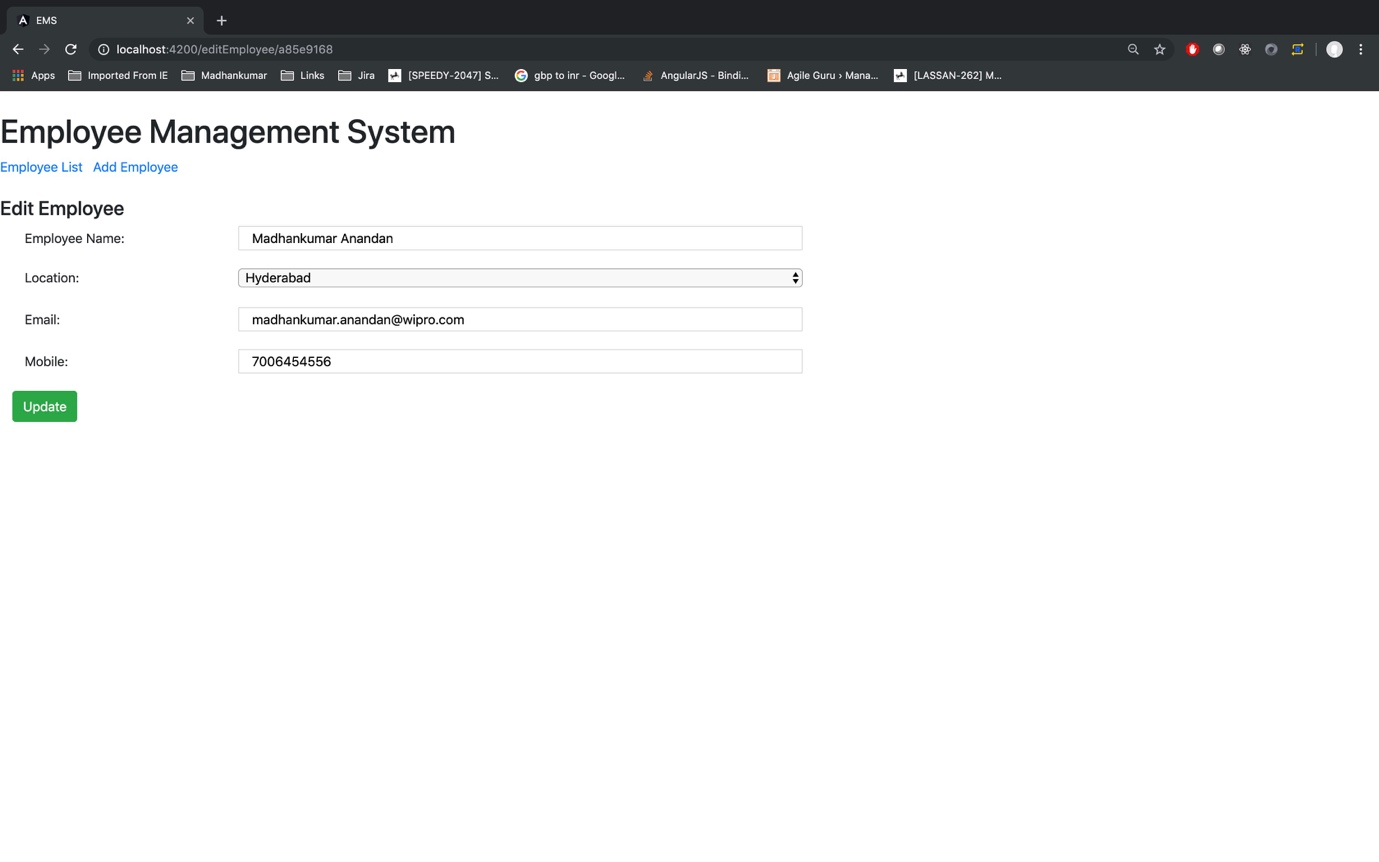 EMS
localhost:4200/editEmployee/a85e9168
Apps Imported From IE Madhankumar Links Jira [SPEEDY-2047] S... gbp to inr - Googl... AngularJS - Bindi... Agile Guru › Mana... [LASSAN-262] M...
Employee Management System
Employee List Add Employee
Edit Employee
Employee Name: Madhankumar Anandan
Location: Hyderabad
Email: madhankumar.anandan@wipro.com
Mobile: 7006454556
Update